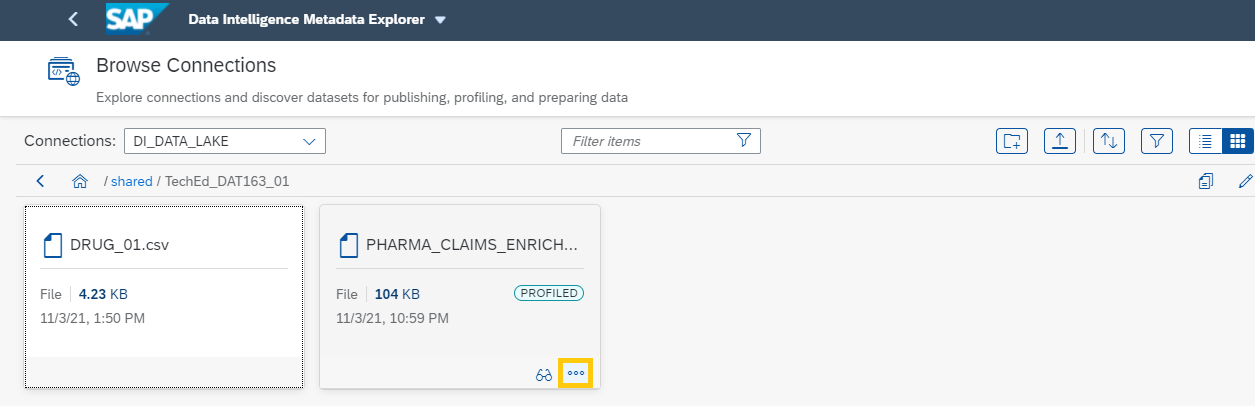 SAP Data Intelligence Metadata Explorer
Browse Connections
Explore connections and discover datasets for publishing, profiling, and preparing data
Connections: DI_DATA_LAKE Filter items
/ shared / TechEd_DAT163_01
DRUG_01.csv
File 4.23 KB
11/3/21, 1:50 PM
PHARMA_CLAIMS_ENRICH...
File 104 KB PROFILED
11/3/21, 10:59 PM